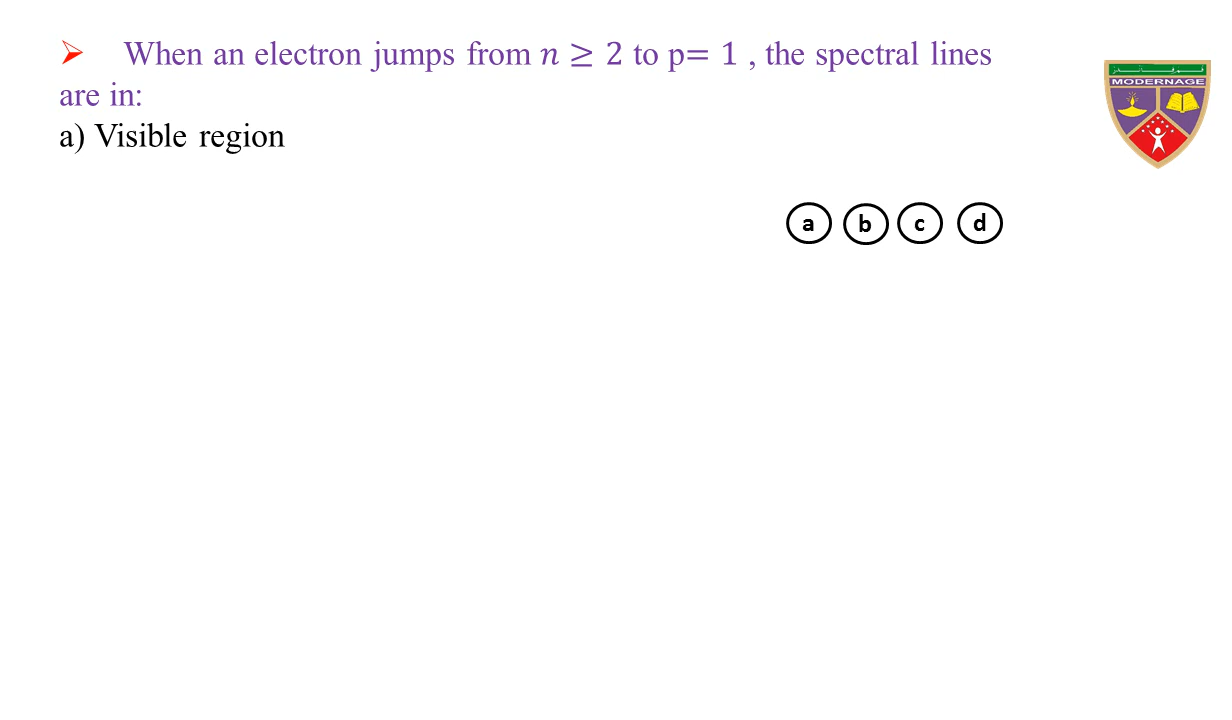 ➢ When an electron jumps from 𝑛 ≥ 2 to p= 1 , the spectral lines
are in:
a) Visible region
MODERNAGE
a b c d